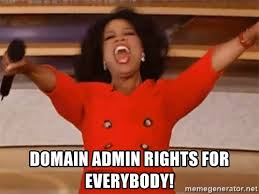 DOMAIN ADMIN RIGHTS FOR
EVERYBODY!
memegenerator.net